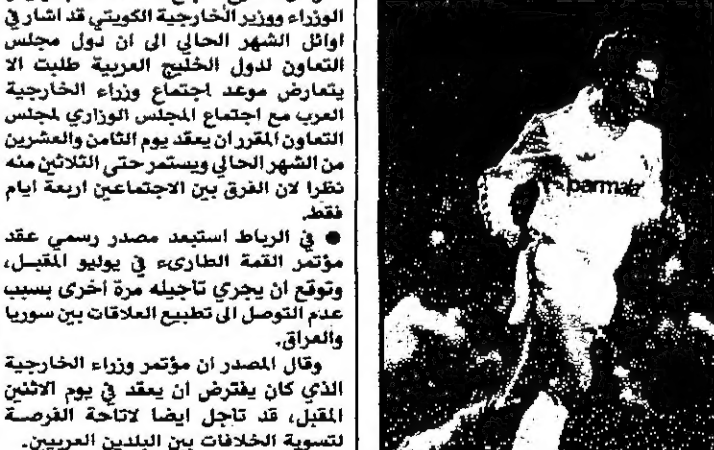 الوزراء ووزير الخارجية الكويتي قد اشار في
اوائل الشهر الحالي الى ان دول مجلس
التعاون لدول الخليج العربية طلبت الا
يتعارض موعد اجتماع وزراء الخارجية
العرب مع اجتماع المجلس الوزاري لمجلس
التعاون المقرر ان يعقد يوم الثامن والعشرين
من الشهر الحالي ويستمر حتى الثلاثين منه
نظرا لان الفرق بين الاجتماعين اربعة ايام
فقط.
● في الرباط استبعد مصدر رسمي عقد
مؤتمر القمة الطارىء في يوليو المقبل،
وتوقع ان يجري تاجيله مرة أخرى بسبب
عدم التوصل الى تطبيع العلاقات بين سوريا
والعراق.
وقال المصدر ان مؤتمر وزراء الخارجية
الذي كان يفترض ان يعقد في يوم الاثنين
المقبل، قد تاجل ايضا لاتاحة الفرصة
لتسوية الخلافات بين البلدين العربيين.
parmalat